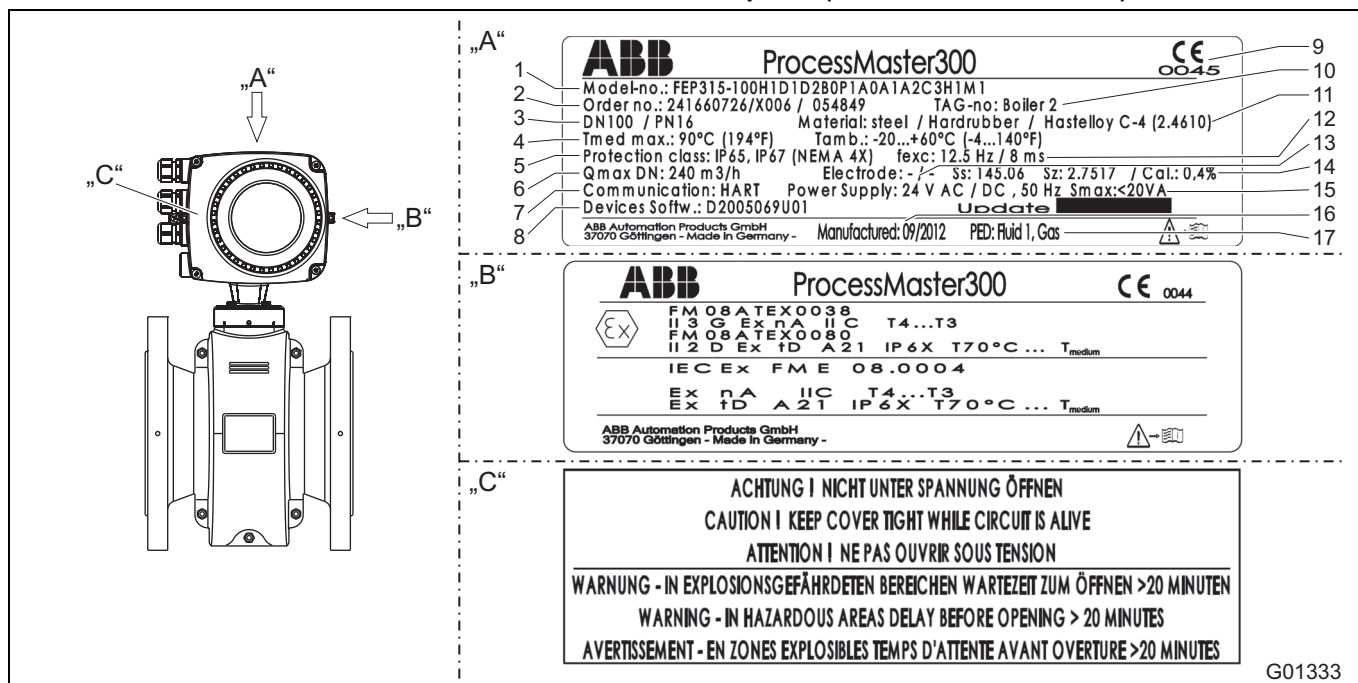 „A“
„B“
„C“
„A“
ABB ProcessMaster300 CE
0045
Model-no.: FEP315-100H1D1D2B0P1A0A1A2C3H1M1
Order no.: 241660726/X006 / 054849 TAG-no: Boiler 2
DN100 / PN16 Material: steel / Hardrubber / Hastelloy C-4 (2.4610)
Tmed max.: 90°C (194°F) Tamb.: -20...+60°C (-4...140°F)
Protection class: IP65, IP67 (NEMA 4X) fexc: 12.5 Hz / 8 ms
Qmax DN: 240 m3/h Electrode: - / - Ss: 145.06 Sz: 2.7517 / Cal.: 0,4%
Communication: HART Power Supply: 24 V AC / DC , 50 Hz Smax:<20VA
Devices Softw.: D2005069U01 Update
ABB Automation Products GmbH
37070 Göttingen - Made in Germany - Manufactured: 09/2012 PED: Fluid 1, Gas
1
2
3
4
5
6
7
8
9
10
11
12
13
14
15
16
17
„B“
ABB ProcessMaster300 CE 0044
Ex
FM 08ATEX0038
II 3 G Ex nA IIC T4...T3
FM 08ATEX0080
II 2 D Ex tD A21 IP6X T70°C... Tmedium
IEC Ex FME 08.0004
Ex nA IIC T4...T3
Ex tD A21 IP6X T70°C... Tmedium
ABB Automation Products GmbH
37070 Göttingen - Made in Germany -
„C“
ACHTUNG ! NICHT UNTER SPANNUNG ÖFFNEN
CAUTION ! KEEP COVER TIGHT WHILE CIRCUIT IS ALIVE
ATTENTION ! NE PAS OUVRIR SOUS TENSION
WARNUNG - IN EXPLOSIONSGEFÄHRDETEN BEREICHEN WARTEZEIT ZUM ÖFFNEN >20 MINUTEN
WARNING - IN HAZARDOUS AREAS DELAY BEFORE OPENING > 20 MINUTES
AVERTISSEMENT - EN ZONES EXPLOSIBLES TEMPS D'ATTENTE AVANT OVERTURE >20 MINUTES
G01333